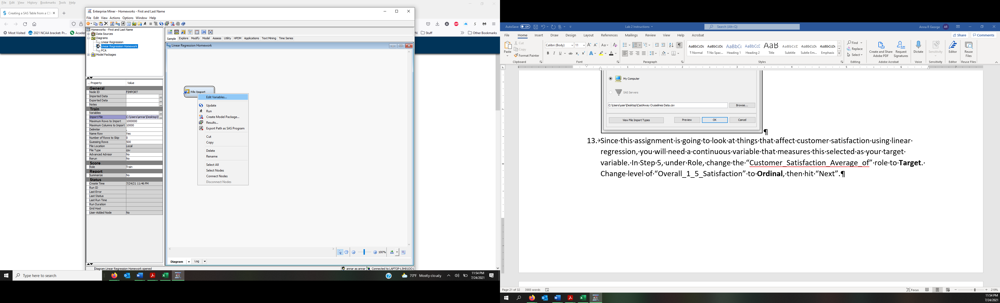 File Edit View History Bookmarks Tools Help
Creating a SAS Table from a CS
Most Visited
2021 NCAA bracket: Pr...
Academ
Stuff
Other Bookmarks
Enterprise Miner - Homeworks - First and Last Name
File Edit View Actions Options Window Help
Homeworks - First and Last Name
Data Sources
Diagrams
Linear Regression
Linear Regression Homework
PCA
Model Packages
Sample Explore Modify Model Assess Utility HPDM Applications Text Mining Time Series
Linear Regression Homework
File Import
Edit Variables...
Update
Run
Create Model Package...
Results...
Export Path as SAS Program
Cut
Copy
Delete
Rename
Select All
Select Nodes
Connect Nodes
Disconnect Nodes
.. Property Value
General
Node ID FIMPORT
Imported Data ...
Exported Data ...
Notes ...
Train
Variables ...
Import File C:\Users\annar\Desktop\S ...
Maximum Rows to Import 1000000
Maximum Columns to Import 10000
Delimiter ,
Name Row Yes
Number of Rows to Skip 0
Guessing Rows 500
File Location Local
File Type csv
Advanced Advisor No
Rerun No
Score
Role Train
Report
Summarize No
Status
Create Time 7/24/21 11:46 PM
Run ID
Last Error
Last Status
Last Run Time
Run Duration
Grid Host
User-Added Node No
100%
Diagram Log
Diagram Linear Regression Homework opened
annar as annar Connected to LAPTOP-L5H81OO1
Type here to search
70°F Mostly cloudy
11:54 PM
7/24/2021
AutoSave Off
Lab 2 Instructions
Search (Alt+Q)
Anna R George AR
File Home Insert Draw Design Layout References Mailings Review View Help Acrobat
Share Comments
Paste
Cut
Copy
Format Painter
Clipboard
Calibri (Body) 11
Font
Paragraph
AaBbCcDc ¶ Normal
AaBbCcDc ¶ No Spac...
AaBbC( Heading 1
AaBbCcE Heading 2
AaB Title
AaBbCcD Subtitle
AaBbCcDt Subtle Em...
AaBbCcDt Emphasis
Styles
Find
Replace
Select
Editing
Create and Share Adobe PDF
Request Signatures
Adobe Acrobat
Dictate
Voice
Sensitivity
Sensitivity
Editor
Editor
Reuse Files
Reuse Files
My Computer
SAS Servers
C:\Users\user\Desktop\CastAway Cruiselines Data.csv
Browse...
View File Import Types
Preview
OK
Cancel
¶
13. Since this assignment is going to look at things that affect customer satisfaction using linear
regression, you will need a continuous variable that measures this selected as your target
variable. In Step 5, under Role, change the “Customer_Satisfaction_Average_of” role to Target.
Change level of “Overall_1_5_Satisfaction” to Ordinal, then hit “Next”.¶
Page 21 of 32 3985 words
Focus
219%
11:54 PM
7/24/2021